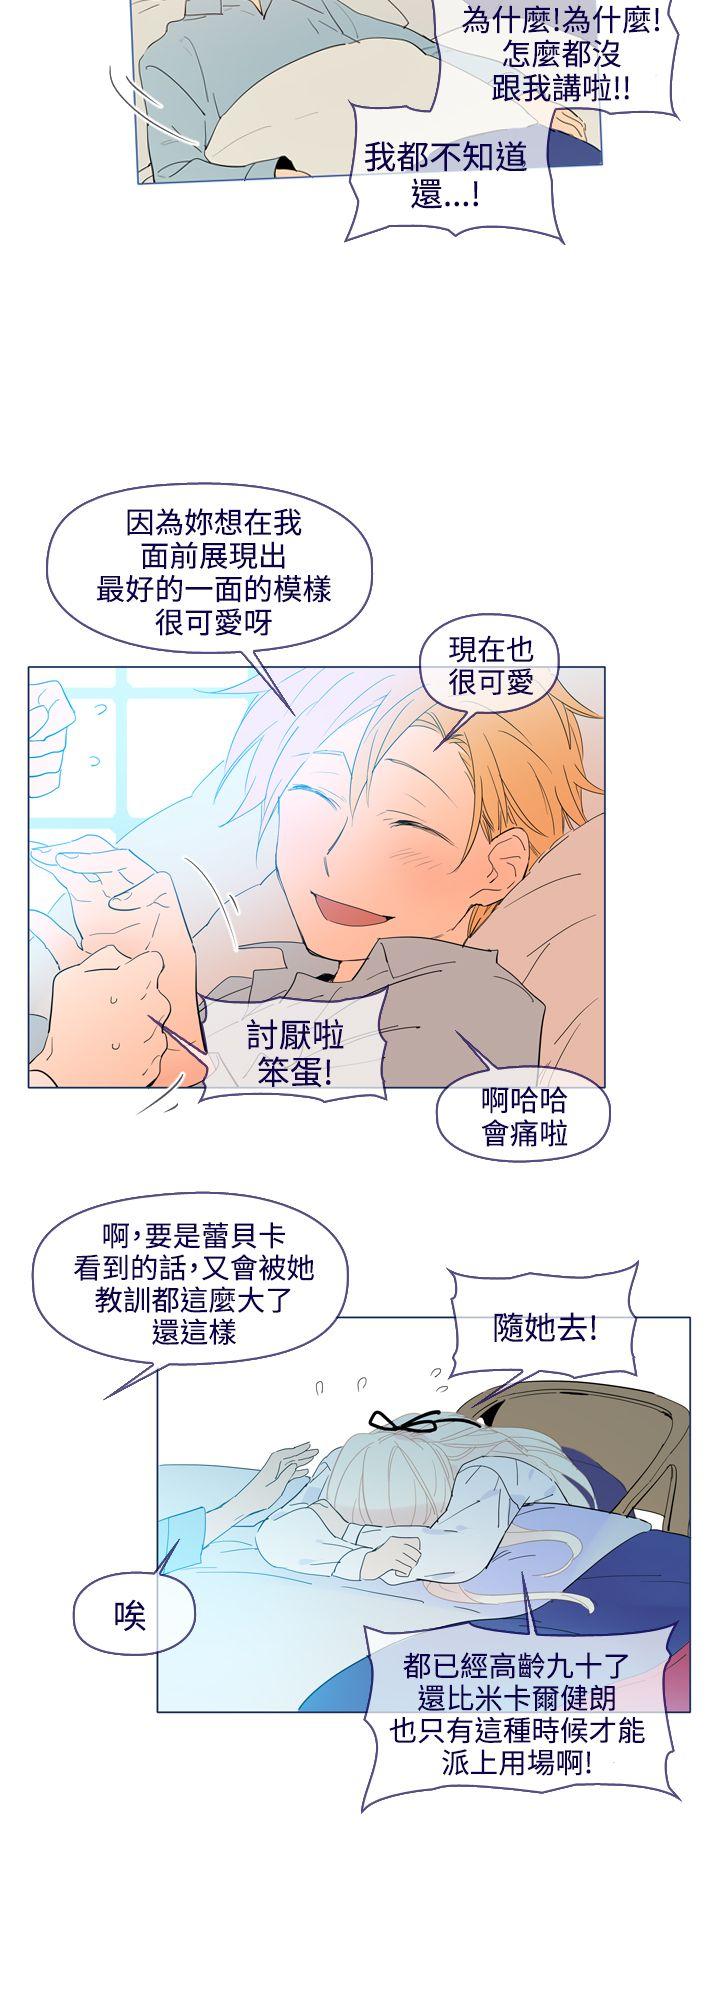 為什麼!為什麼!
怎麼都沒
跟我講啦!!
我都不知道
還...!
因為妳想在我
面前展現出
最好的一面的模樣
很可愛呀
現在也
很可愛
討厭啦
笨蛋!
啊哈哈
會痛啦
啊,要是蕾貝卡
看到的話,又會被她
教訓都這麼大了
還這樣
隨她去!
唉
都已經高齡九十了
還比米卡爾健朗
也只有這種時候才能
派上用場啊!